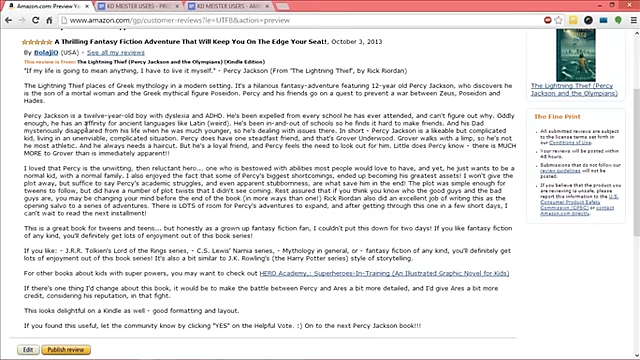 Amazon.com: Preview Your
KD MEISTER USERS - PRO
KD MEISTER USERS - AM
www.amazon.com/gp/customer-reviews?ie=UTF8&action=preview
A Thrilling Fantasy Fiction Adventure That Will Keep You On The Edge Your Seat!, October 3, 2013
By BolajiO (USA) - See all my reviews
This review is from: The Lightning Thief (Percy Jackson and the Olympians) (Kindle Edition)
"If my life is going to mean anything, I have to live it myself." - Percy Jackson (From 'The Lightning Thief', by Rick Riordan)
The Lightning Thief places of Greek mythology in a modern setting. It's a hilarious fantasy-adventure featuring 12-year old Percy Jackson, who discovers he
is the son of a mortal woman and the Greek mythical figure Poseidon. Percy and his friends go on a quest to prevent a war between Zeus, Poseidon and
Hades.
Percy Jackson is a twelve-year-old boy with dyslexia and ADHD. He's been expelled from every school he has ever attended, and can't figure out why. Oddly
enough, he has an affinity for ancient languages like Latin (weird). He's been in-and-out of schools so he finds it hard to make friends. And his Dad
mysteriously disappeared from his life when he was much younger, so he's dealing with issues there. In short - Percy Jackson is a likeable but complicated
kid, living in an unenviable, complicated situation. Percy does have one steadfast friend, and that's Grover Underwood. Grover walks with a limp, so he's not
the most athletic. And he always needs a haircut. But he's a loyal friend, and Percy feels the need to look out for him. Little does Percy know - there is MUCH
MORE to Grover than is immediately apparent!!
I loved that Percy is the unwitting, then reluctant hero... one who is bestowed with abilities most people would love to have, and yet, he just wants to be a
normal kid, with a normal family. I also enjoyed the fact that some of Percy's biggest shortcomings, ended up becoming his greatest assets! I won't give the
plot away, but suffice to say Percy's academic struggles, and even apparent stubbornness, are what save him in the end! The plot was simple enough for
tweens to follow, but did have a number of plot twists that I didn't see coming. Rest assured that if you think you know who the good guys and the bad
guys are, you may be changing your mind before the end of the book (in more ways than one!) Rick Riordan also did an excellent job of writing this as the
opening salvo to a series of adventures. There is LOTS of room for Percy's adventures to expand, and after getting through this one in a few short days, I
can't wait to read the next installment!
This is a great book for tweens and teens... but honestly as a grown up fantasy fiction fan, I couldn't put this down for two days! If you like fantasy fiction
of any kind, you'll definitely get lots of enjoyment out of this book series!
If you like: - J.R.R. Tolkien's Lord of the Rings series, - C.S. Lewis' Narnia series, - Mythology in general, or - fantasy fiction of any kind, you'll definitely get
lots of enjoyment out of this book series! It's also a bit similar to J.K. Rowling's (the Harry Potter series) style of storytelling.
For other books about kids with super powers, you may want to check out HERO Academy,: Superheroes-In-Training (An Illustrated Graphic Novel for Kids)
If there's one thing I'd change about this book, it would be to make the battle between Percy and Ares a bit more detailed, and I'd give Ares a bit more
credit, considering his reputation, in that fight.
This looks delightful on a Kindle as well - good formatting and layout.
If you found this useful, let the community know by clicking "YES" on the Helpful Vote. :) On to the next Percy Jackson book!!!
Edit
Publish review
The Lightning Thief (Percy
Jackson and the Olympians)
The Fine Print
All submitted reviews are
subject to the license
terms set forth in our
Conditions of Use.
Your reviews will be posted within
48 hours.
Submissions that do not follow our
review guidelines will not be posted.
If you believe that the product
you are reviewing is unsafe,
please report this information to the U.S.
Consumer Product Safety
Commission or contact
Amazon.com directly.